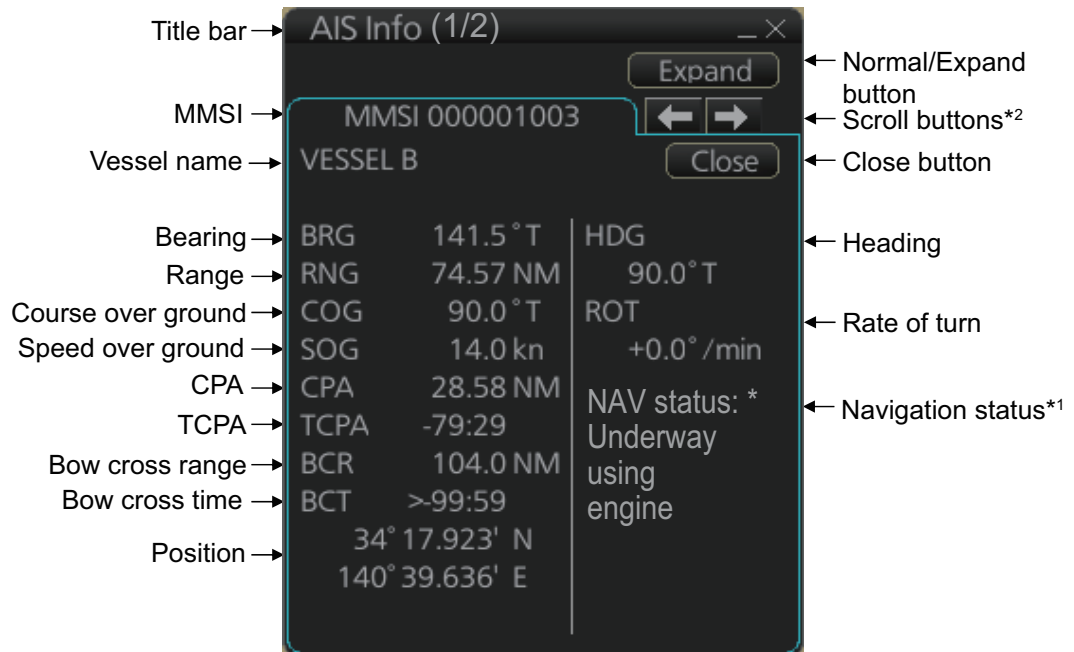 Title bar
AIS Info (1/2)
Expand
Normal/Expand
button
MMSI
MMSI 000001003
Scroll buttons*2
Vessel name
VESSEL B
Close
Close button
Bearing
BRG 141.5°T
HDG
Heading
Range
RNG 74.57 NM
90.0°T
Course over ground
COG 90.0°T
ROT
Rate of turn
Speed over ground
SOG 14.0 kn
+0.0°/min
CPA
CPA 28.58 NM
NAV status: *
Navigation status*1
TCPA
TCPA -79:29
Underway
Bow cross range
BCR 104.0 NM
using
Bow cross time
BCT >-99:59
engine
Position
34° 17.923' N
140° 39.636' E